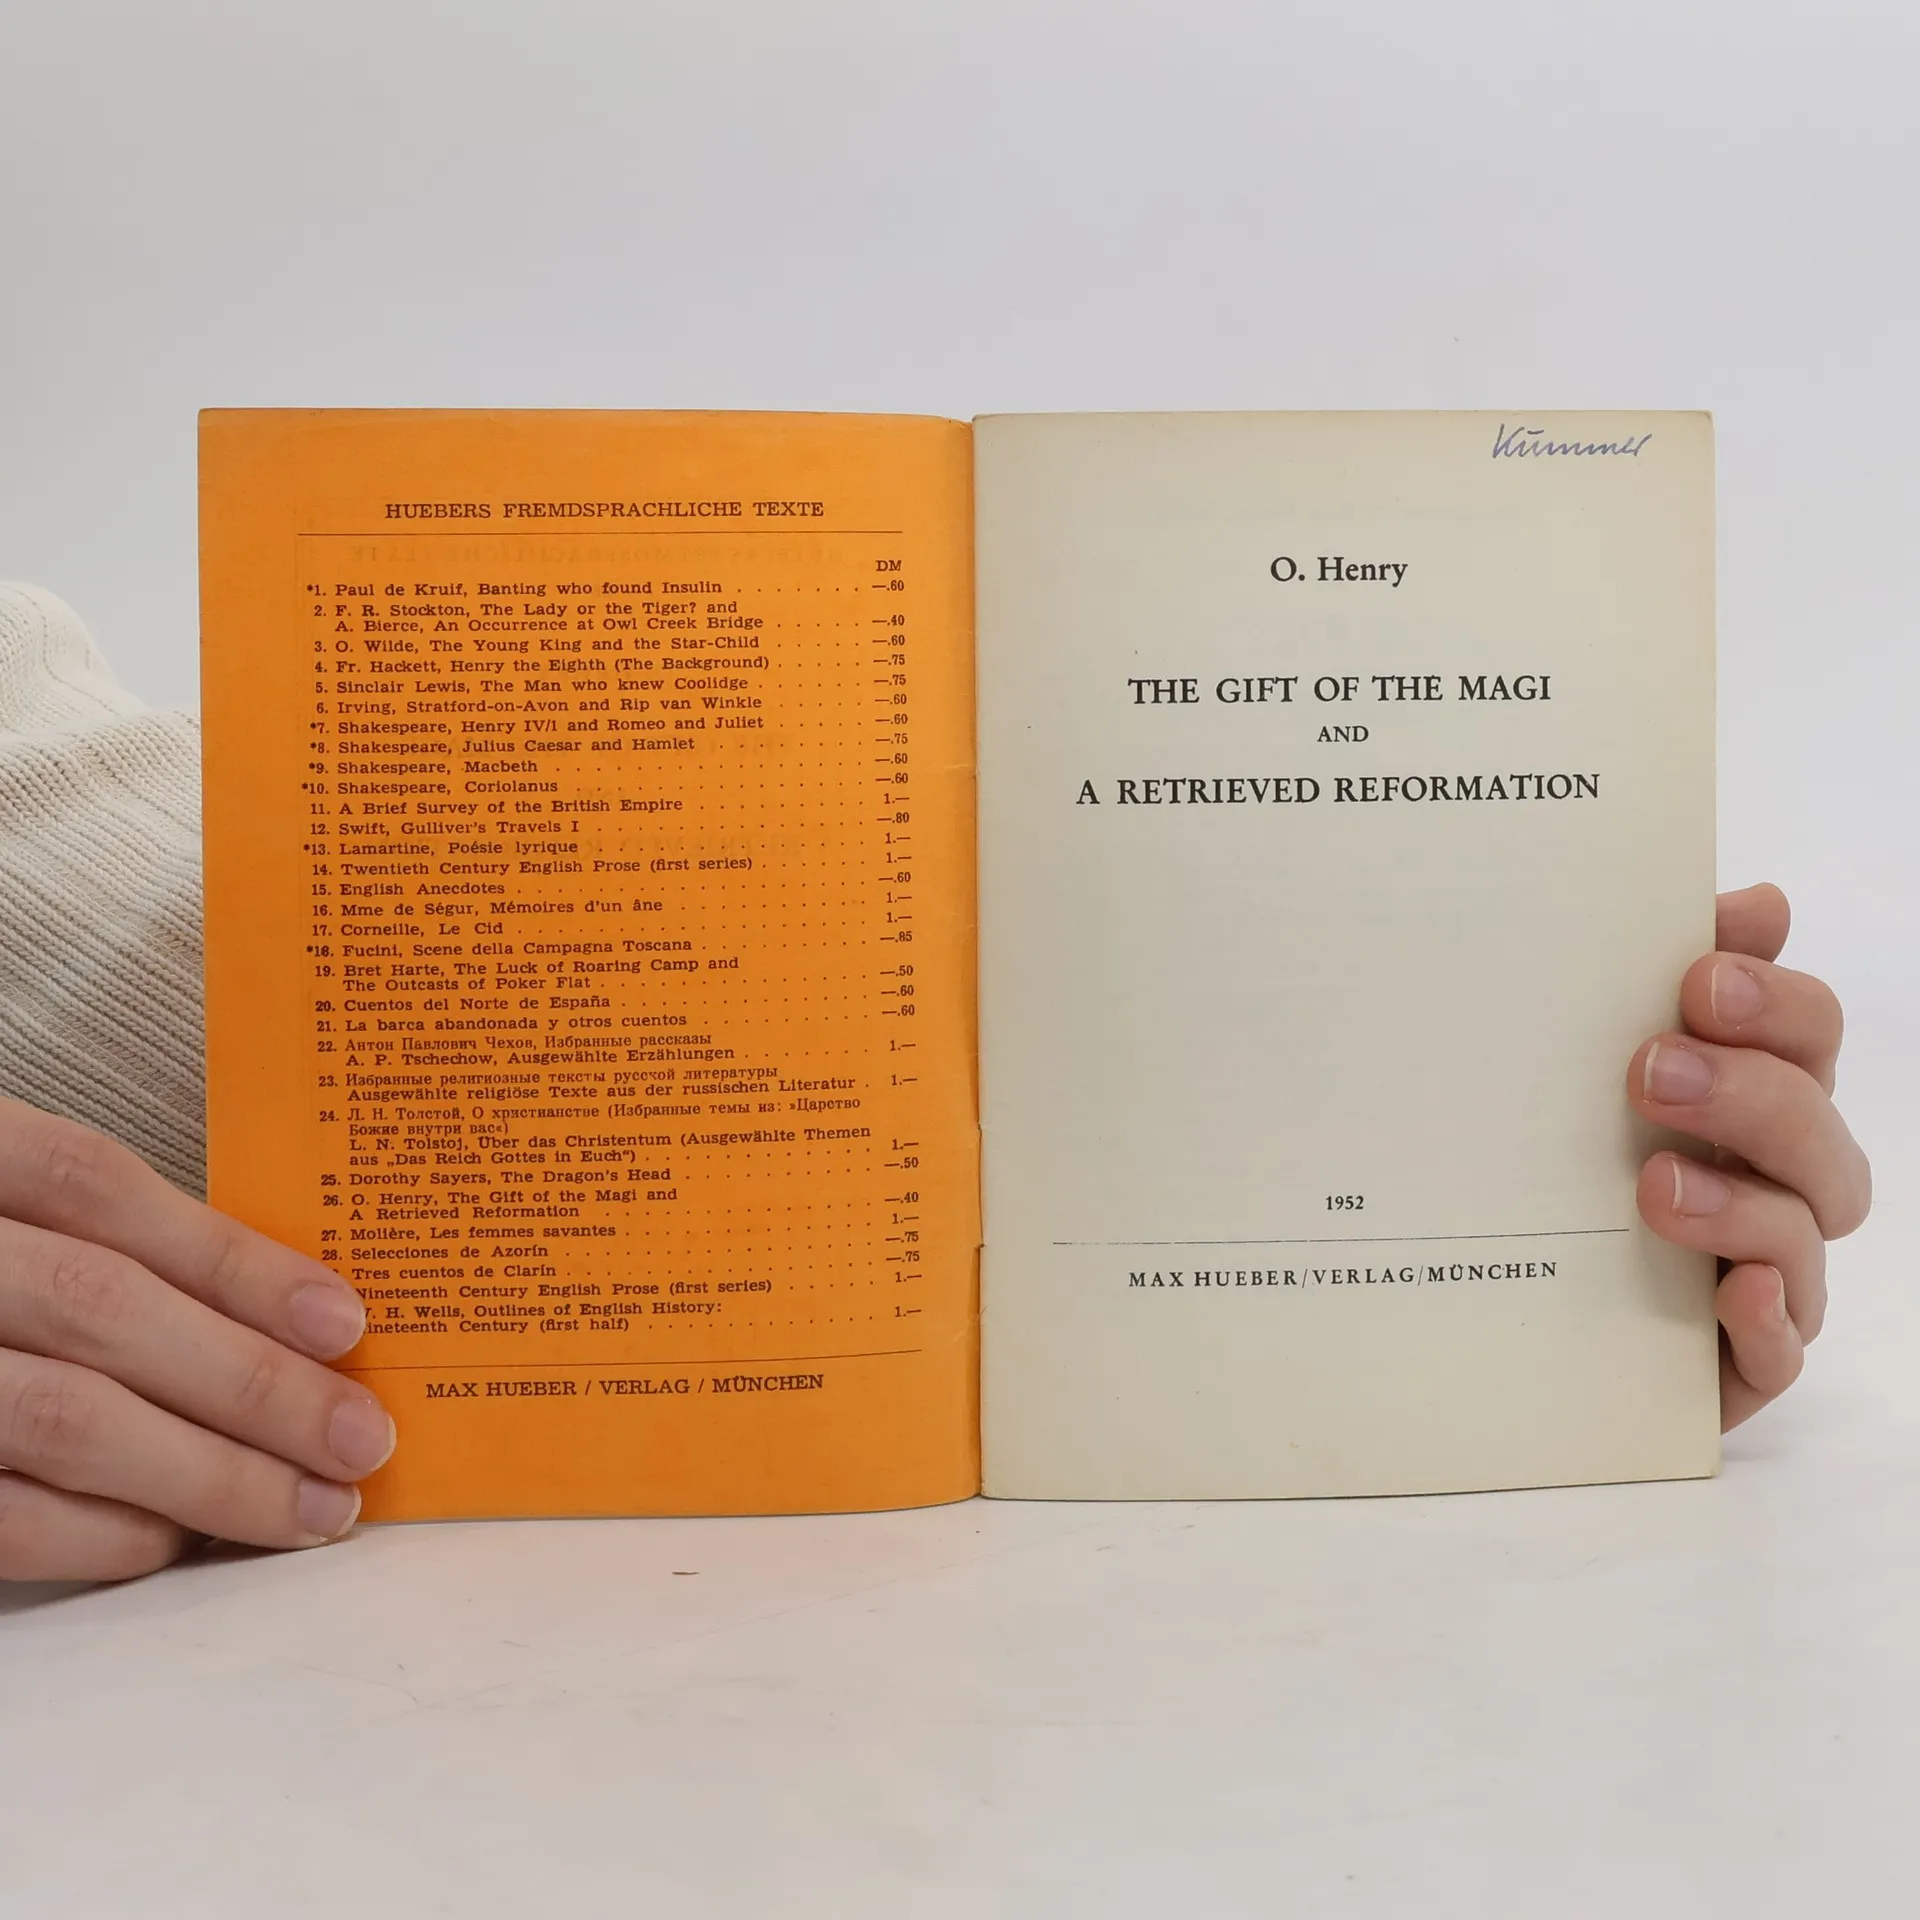 HUEBERS FREMDSPRACHLICHE TEXTE
DM
*1. Paul de Kruif, Banting who found Insulin . . . . . . . —.60
2. F. R. Stockton, The Lady or the Tiger? and
A. Bierce, An Occurrence at Owl Creek Bridge . . . . . —.40
3. O. Wilde, The Young King and the Star-Child . . . . . —.60
4. Fr. Hackett, Henry the Eighth (The Background) . . . . . —.75
5. Sinclair Lewis, The Man who knew Coolidge . . . . . . —.75
6. Irving, Stratford-on-Avon and Rip van Winkle . . . . . —.60
*7. Shakespeare, Henry IV/1 and Romeo and Juliet . . . . . —.60
*8. Shakespeare, Julius Caesar and Hamlet . . . . . . . . —.75
*9. Shakespeare, Macbeth . . . . . . . . . . . . . . . —.60
*10. Shakespeare, Coriolanus . . . . . . . . . . . . . . —.60
11. A Brief Survey of the British Empire . . . . . . . . . 1.—
12. Swift, Gulliver's Travels I . . . . . . . . . . . . . —.80
*13. Lamartine, Poésie lyrique . . . . . . . . . . . . . 1.—
14. Twentieth Century English Prose (first series) . . . . . . 1.—
15. English Anecdotes . . . . . . . . . . . . . . . . . —.60
16. Mme de Ségur, Mémoires d'un âne . . . . . . . . . . 1.—
17. Corneille, Le Cid . . . . . . . . . . . . . . . . . 1.—
*18. Fucini, Scene della Campagna Toscana . . . . . . . . . —.85
19. Bret Harte, The Luck of Roaring Camp and
The Outcasts of Poker Flat . . . . . . . . . . . . . —.50
20. Cuentos del Norte de España . . . . . . . . . . . . —.60
21. La barca abandonada y otros cuentos . . . . . . . . . —.60
22. Антон Павлович Чехов, Избранные рассказы
A. P. Tschechow, Ausgewählte Erzählungen . . . . . . . 1.—
23. Избранные религиозные тексты русской литературы
Ausgewählte religiöse Texte aus der russischen Literatur . 1.—
24. Л. Н. Толстой, О христианстве (Избранные темы из: »Царство
Божие внутри вас«)
L. N. Tolstoj, Über das Christentum (Ausgewählte Themen
aus „Das Reich Gottes in Euch“) . . . . . . . . . . . 1.—
25. Dorothy Sayers, The Dragon's Head . . . . . . . . . . —.50
26. O. Henry, The Gift of the Magi and
A Retrieved Reformation . . . . . . . . . . . . . —.40
27. Molière, Les femmes savantes . . . . . . . . . . . . 1.—
28. Selecciones de Azorín . . . . . . . . . . . . . . . —.75
Tres cuentos de Clarín . . . . . . . . . . . . . . . —.75
Nineteenth Century English Prose (first series) . . . . . 1.—
H. Wells, Outlines of English History:
Nineteenth Century (first half) . . . . . . . . . . . . 1.—
MAX HUEBER / VERLAG / MÜNCHEN
Kummer
O. Henry
THE GIFT OF THE MAGI
AND
A RETRIEVED REFORMATION
1952
MAX HUEBER/VERLAG/MÜNCHEN